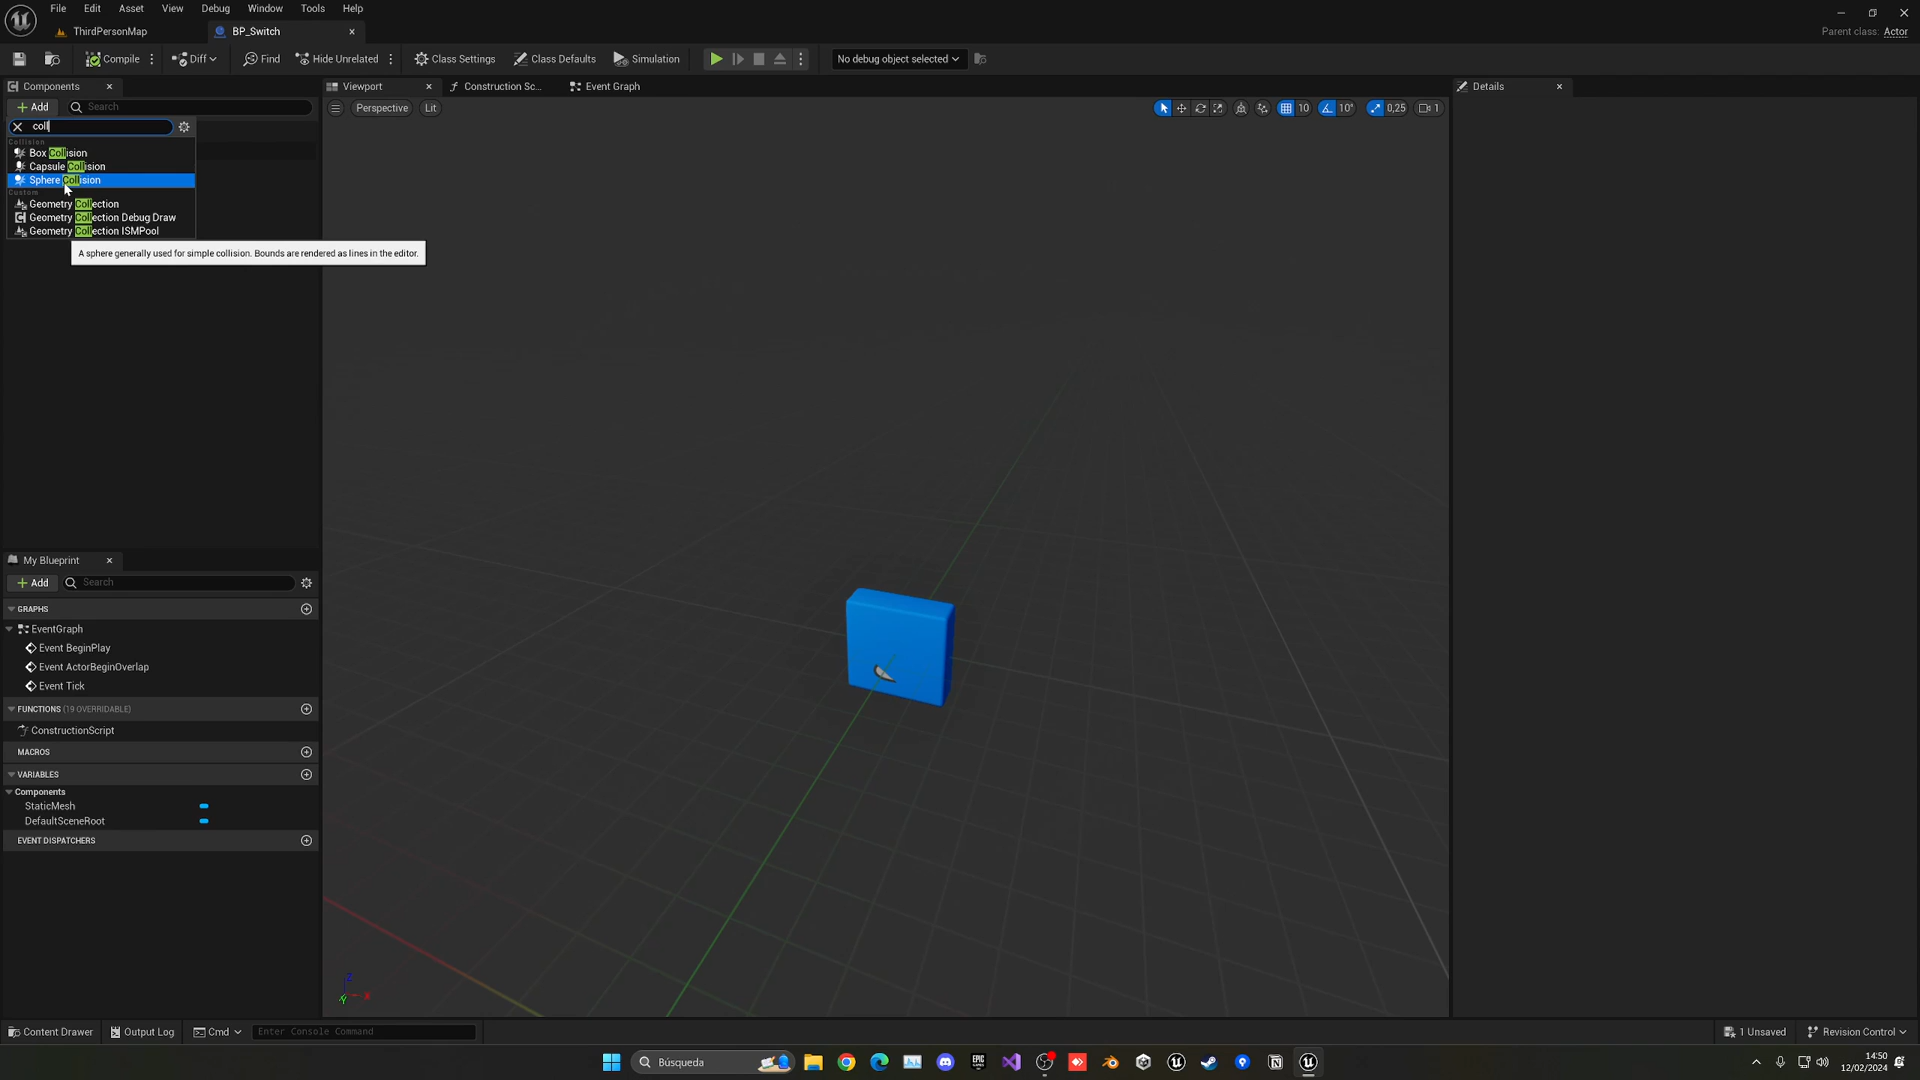 File Edit Asset View Debug Window Tools Help
ThirdPersonMap
BP_Switch
Parent class: Actor
Compile
Diff
Find
Hide Unrelated
Class Settings
Class Defaults
Simulation
No debug object selected
Components
Viewport
Construction Sc...
Event Graph
Details
Add
Search
Perspective
Lit
10
10°
0,25
1
coll
Collision
Box Collision
Capsule Collision
Sphere Collision
Custom
Geometry Collection
Geometry Collection Debug Draw
Geometry Collection ISMPool
A sphere generally used for simple collision. Bounds are rendered as lines in the editor.
My Blueprint
Add
Search
GRAPHS
EventGraph
Event BeginPlay
Event ActorBeginOverlap
Event Tick
FUNCTIONS (19 OVERRIDABLE)
ConstructionScript
MACROS
VARIABLES
Components
StaticMesh
DefaultSceneRoot
EVENT DISPATCHERS
Z
X
Y
Content Drawer
Output Log
Cmd
Enter Console Command
1 Unsaved
Revision Control
Búsqueda
EPIC GAMES
14:50
12/02/2024